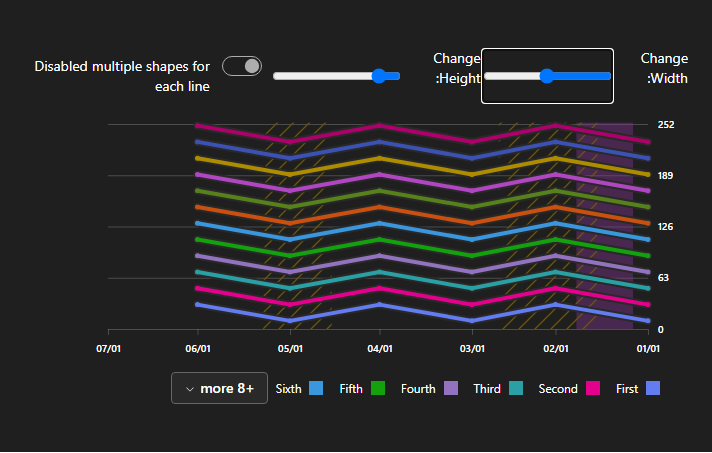 Disabled multiple shapes for
each line
Change
:Height
Change
:Width
252
189
126
63
0
07/01 06/01 05/01 04/01 03/01 02/01 01/01
more 8+ Sixth Fifth Fourth Third Second First